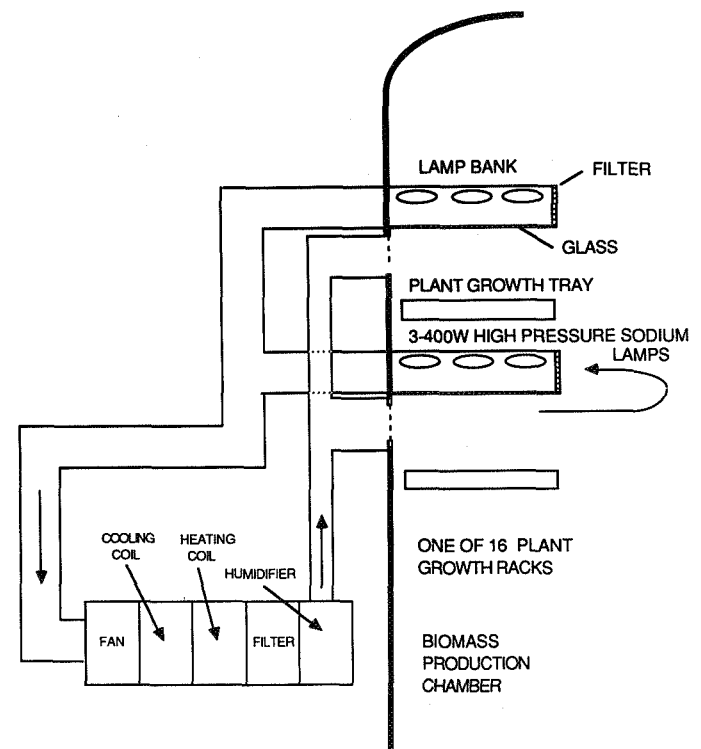 LAMP BANK
FILTER
GLASS
PLANT GROWTH TRAY
3-400W HIGH PRESSURE SODIUM
LAMPS
COOLING
COIL
HEATING
COIL
HUMIDIFIER
FAN
FILTER
ONE OF 16 PLANT
GROWTH RACKS
BIOMASS
PRODUCTION
CHAMBER